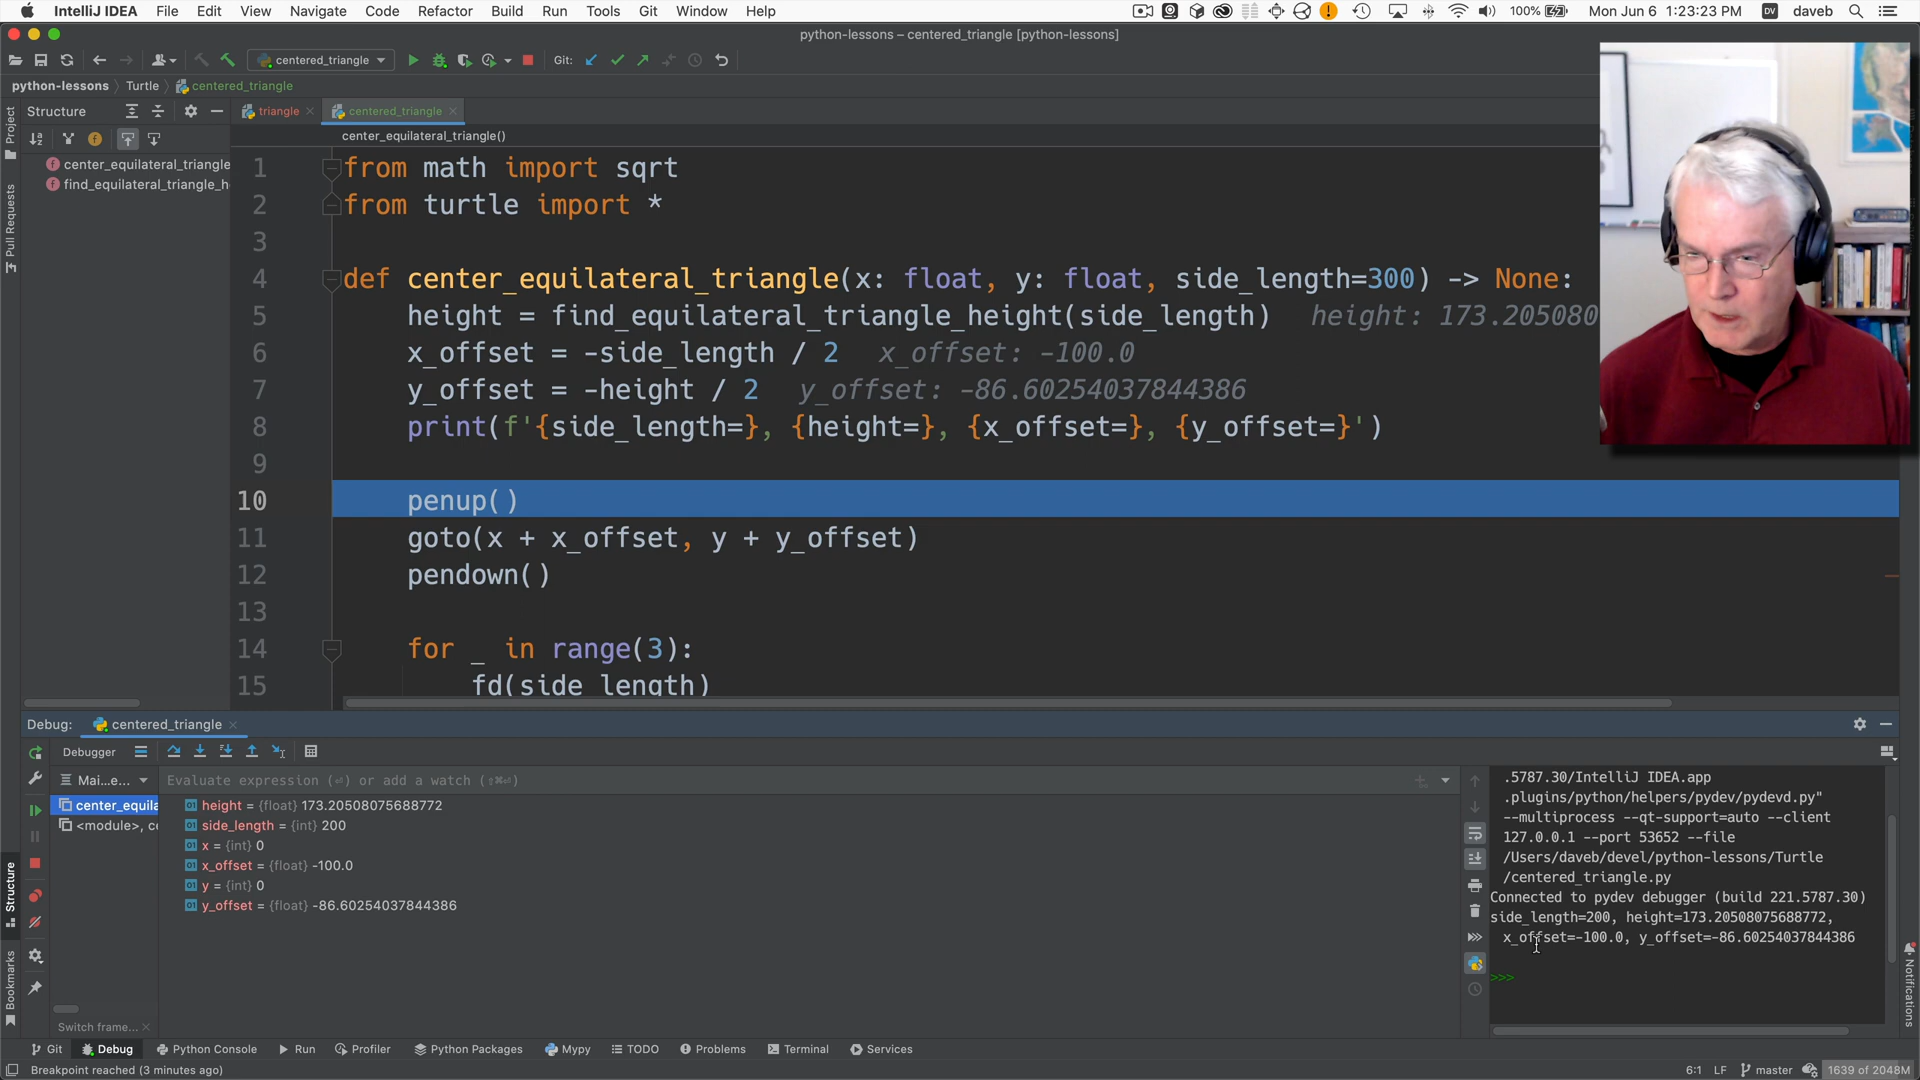 IntelliJ IDEA File Edit View Navigate Code Refactor Build Run Tools Git Window Help 100% Mon Jun 6 1:23:23 PM DV daveb
python-lessons – centered_triangle [python-lessons]
centered_triangle Git:
python-lessons Turtle centered_triangle
Project
Pull Requests
Structure
Bookmarks
Structure
center_equilateral_triangle
find_equilateral_triangle_h
triangle centered_triangle
center_equilateral_triangle()
1 from math import sqrt
2 from turtle import *
3
4 def center_equilateral_triangle(x: float, y: float, side_length=300) -> None:
5 height = find_equilateral_triangle_height(side_length) height: 173.205080
6 x_offset = -side_length / 2 x_offset: -100.0
7 y_offset = -height / 2 y_offset: -86.60254037844386
8 print(f'{side_length=}, {height=}, {x_offset=}, {y_offset=}')
9
10 penup()
11 goto(x + x_offset, y + y_offset)
12 pendown()
13
14 for _ in range(3):
15 fd(side_length)
Debug: centered_triangle
Debugger
Mai...e...
center_equila
<module>, c
Switch frame...
Evaluate expression (⏎) or add a watch (⇧⌘⏎)
01 height = {float} 173.20508075688772
01 side_length = {int} 200
01 x = {int} 0
01 x_offset = {float} -100.0
01 y = {int} 0
01 y_offset = {float} -86.60254037844386
.5787.30/IntelliJ IDEA.app
.plugins/python/helpers/pydev/pydevd.py"
--multiprocess --qt-support=auto --client
127.0.0.1 --port 53652 --file
/Users/daveb/devel/python-lessons/Turtle
/centered_triangle.py
Connected to pydev debugger (build 221.5787.30)
side_length=200, height=173.20508075688772,
x_offset=-100.0, y_offset=-86.60254037844386
>>>
Notifications
Git Debug Python Console Run Profiler Python Packages Mypy TODO Problems Terminal Services
Breakpoint reached (3 minutes ago) 6:1 LF master 1639 of 2048M